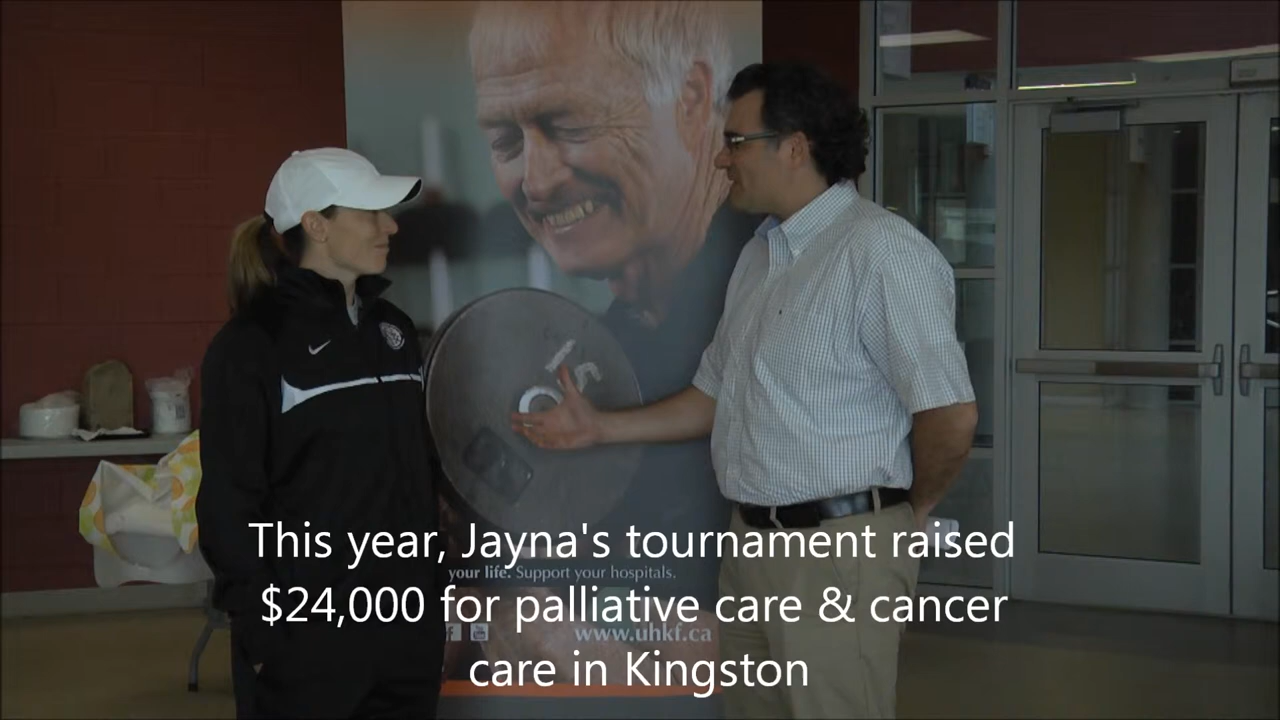 This year, Jayna's tournament raised
your life. Support your hospitals.
$24,000 for palliative care & cancer
www.uhkf.ca
care in Kingston